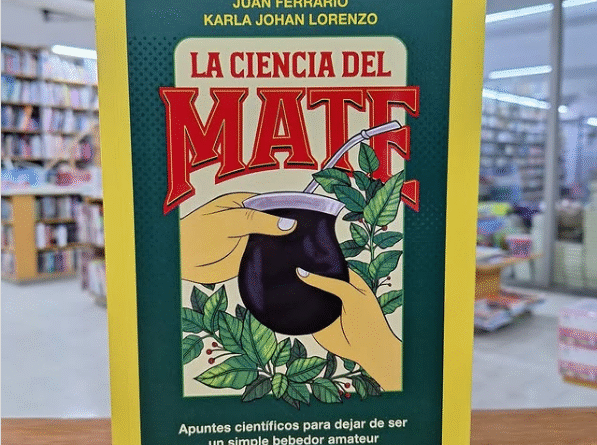 JUAN FERRARIO
KARLA JOHAN LORENZO
LA CIENCIA DEL
MATE
Apuntes científicos para dejar de ser
un simple bebedor amateur